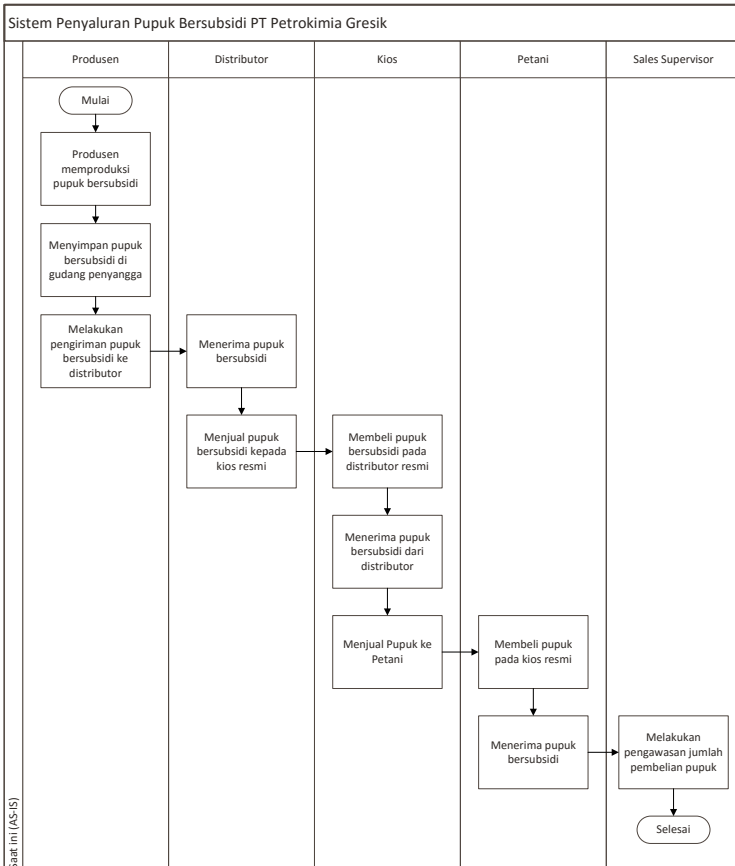 Sistem Penyaluran Pupuk Bersubsidi PT Petrokimia Gresik
Produsen
Distributor
Kios
Petani
Sales Supervisor
Mulai
Produsen
memproduksi
pupuk bersubsidi
Menyimpan pupuk
bersubsidi di
gudang penyangga
Melakukan
pengiriman pupuk
bersubsidi ke
distributor
Menerima pupuk
bersubsidi
Menjual pupuk
bersubsidi kepada
kios resmi
Membeli pupuk
bersubsidi pada
distributor resmi
Menerima pupuk
bersubsidi dari
distributor
Menjual Pupuk ke
Petani
Membeli pupuk
pada kios resmi
Menerima pupuk
bersubsidi
Melakukan
pengawasan jumlah
pembelian pupuk
Selesai
Saat ini (AS-IS)